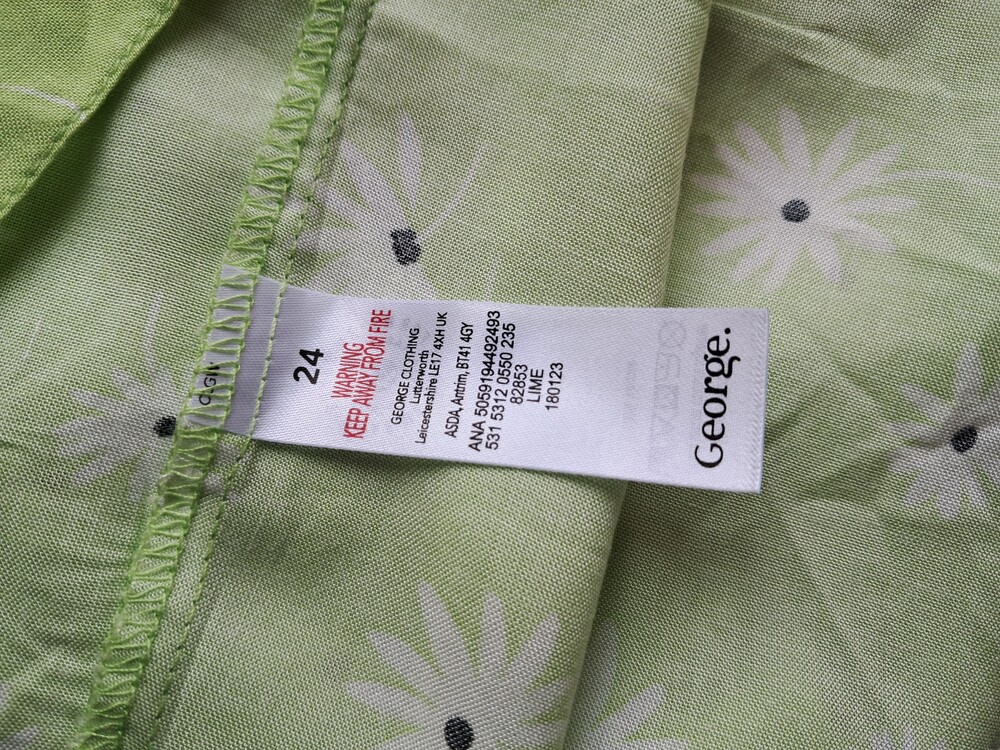 24
WARNING
KEEP AWAY FROM FIRE
GEORGE CLOTHING
Lutterworth
Leicestershire LE17 4XH UK
ASDA, Antrim, BT41 4GY
ANA 5059194492493
531 5312 0550 235
82853
LIME
180123
George.